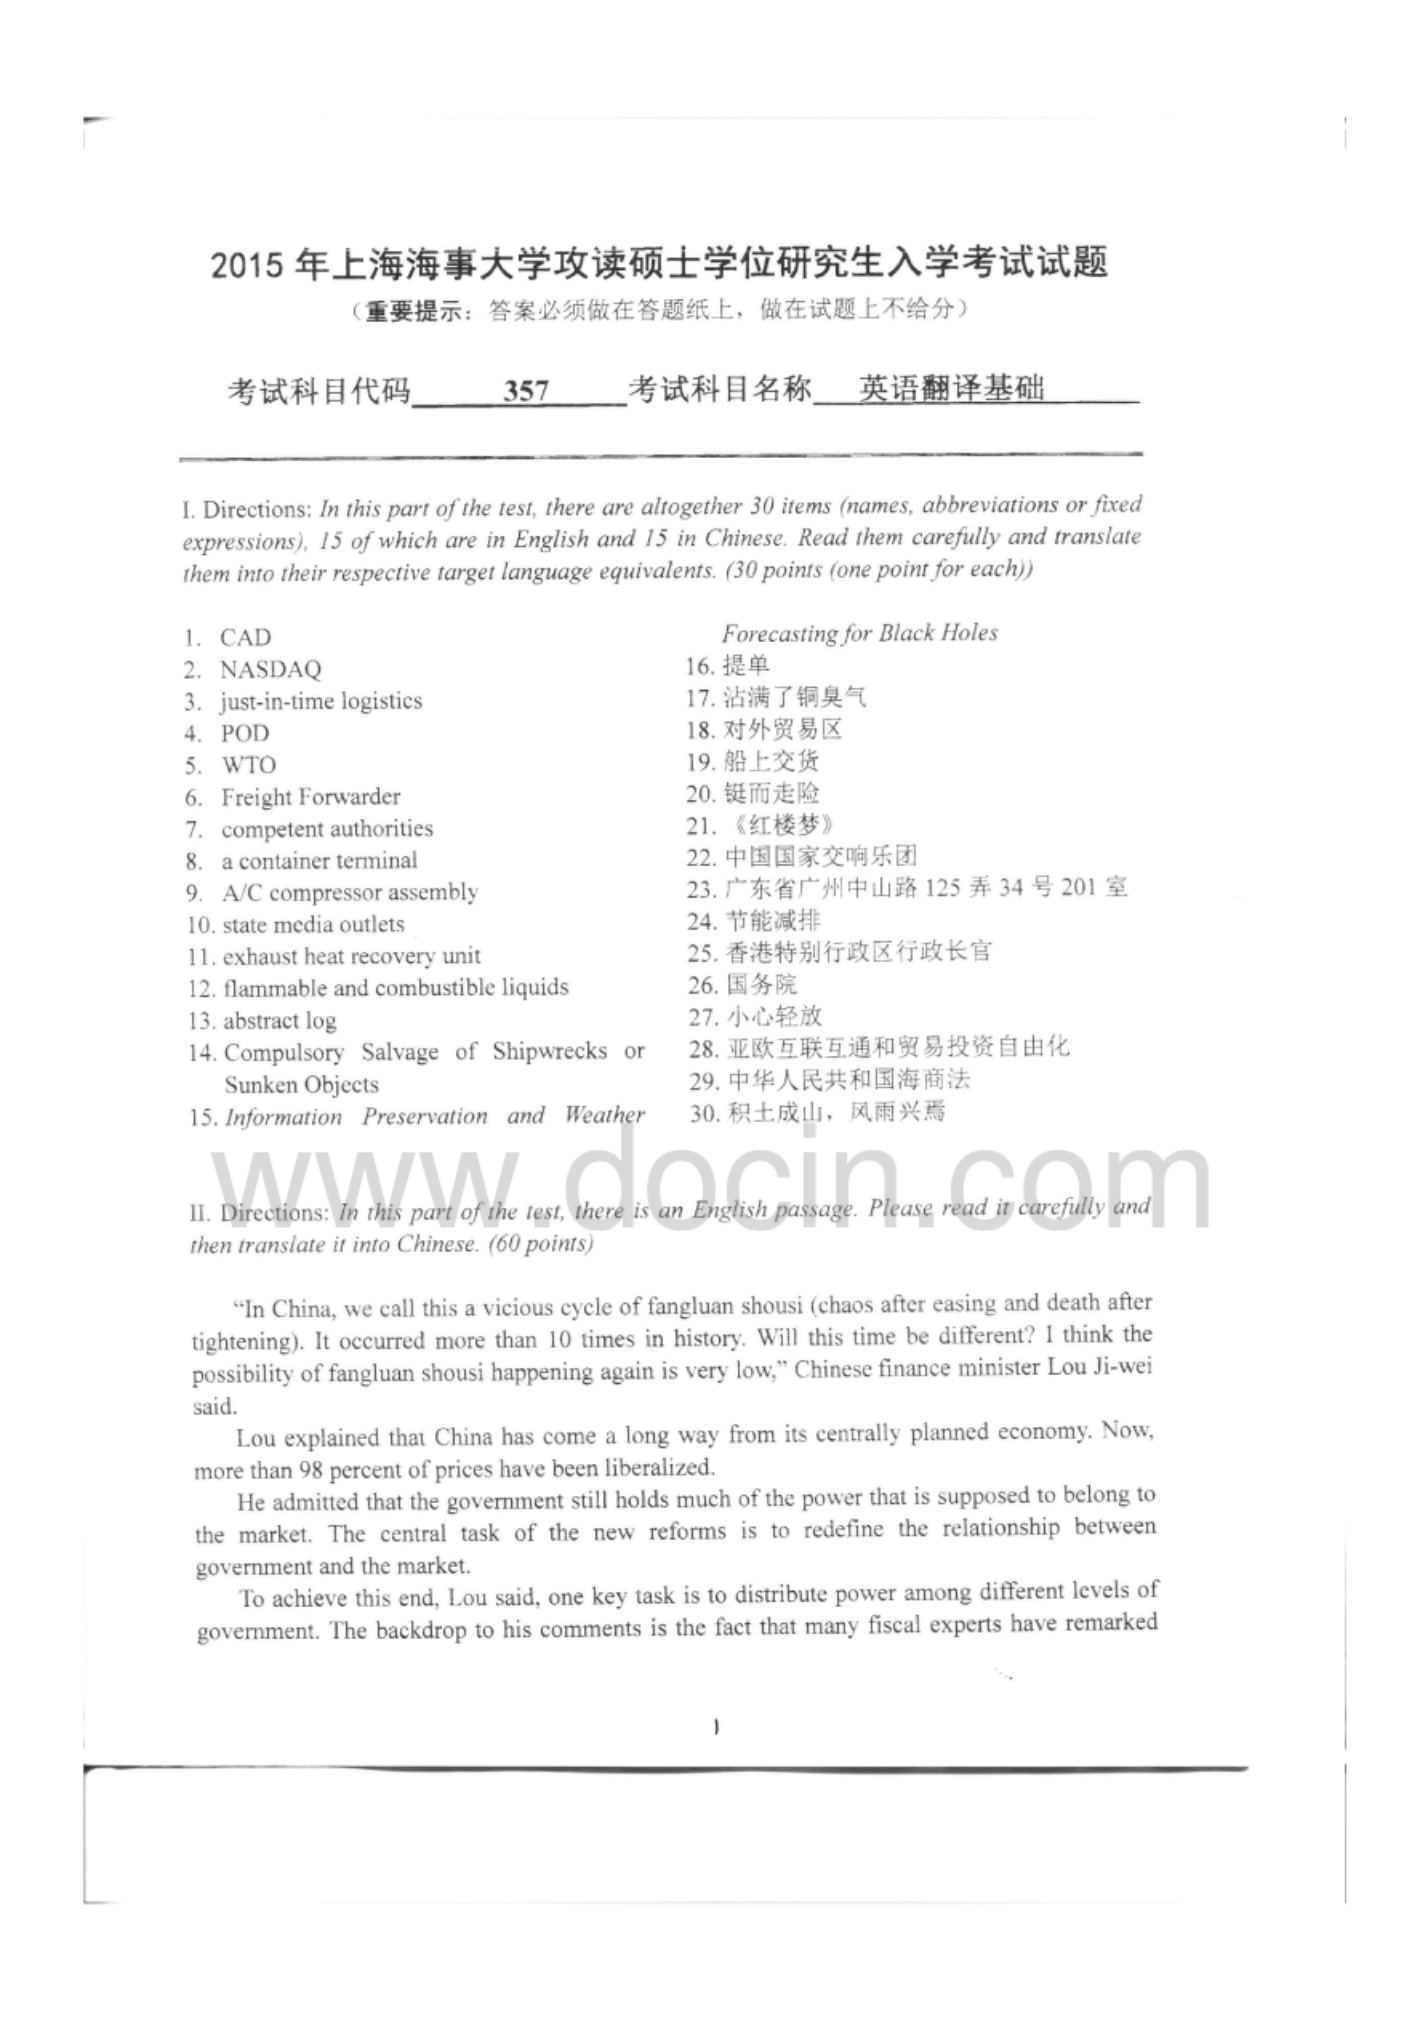 2015 年上海海事大学攻读硕士学位研究生入学考试试题
（重要提示：答案必须做在答题纸上，做在试题上不给分）
考试科目代码 357 考试科目名称 英语翻译基础
I. Directions: In this part of the test, there are altogether 30 items (names, abbreviations or fixed
expressions), 15 of which are in English and 15 in Chinese. Read them carefully and translate
them into their respective target language equivalents. (30 points (one point for each))
1. CAD
2. NASDAQ
3. just-in-time logistics
4. POD
5. WTO
6. Freight Forwarder
7. competent authorities
8. a container terminal
9. A/C compressor assembly
10. state media outlets
11. exhaust heat recovery unit
12. flammable and combustible liquids
13. abstract log
14. Compulsory Salvage of Shipwrecks or
Sunken Objects
15. Information Preservation and Weather
Forecasting for Black Holes
16. 提单
17. 沾满了铜臭气
18. 对外贸易区
19. 船上交货
20. 铤而走险
21. 《红楼梦》
22. 中国国家交响乐团
23. 广东省广州中山路 125 弄 34 号 201 室
24. 节能减排
25. 香港特别行政区行政长官
26. 国务院
27. 小心轻放
28. 亚欧互联互通和贸易投资自由化
29. 中华人民共和国海商法
30. 积土成山，风雨兴焉
www.docin.com
II. Directions: In this part of the test, there is an English passage. Please read it carefully and
then translate it into Chinese. (60 points)
“In China, we call this a vicious cycle of fangluan shousi (chaos after easing and death after
tightening). It occurred more than 10 times in history. Will this time be different? I think the
possibility of fangluan shousi happening again is very low,” Chinese finance minister Lou Ji-wei
said.
Lou explained that China has come a long way from its centrally planned economy. Now,
more than 98 percent of prices have been liberalized.
He admitted that the government still holds much of the power that is supposed to belong to
the market. The central task of the new reforms is to redefine the relationship between
government and the market.
To achieve this end, Lou said, one key task is to distribute power among different levels of
government. The backdrop to his comments is the fact that many fiscal experts have remarked
1